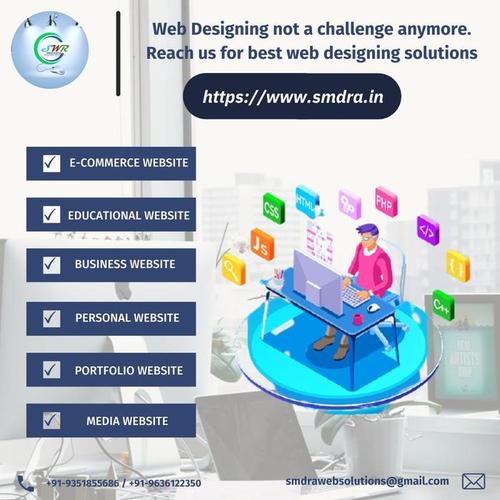 SWR
Web Designing not a challenge anymore.
Reach us for best web designing solutions
https://www.smdra.in
E-COMMERCE WEBSITE
EDUCATIONAL WEBSITE
BUSINESS WEBSITE
PERSONAL WEBSITE
PORTFOLIO WEBSITE
MEDIA WEBSITE
CSS
HTML
PHP
</>
JS
{ }
C++
ARTISTS
+91-9351855686 / +91-9636122350
smdrawebsolutions@gmail.com